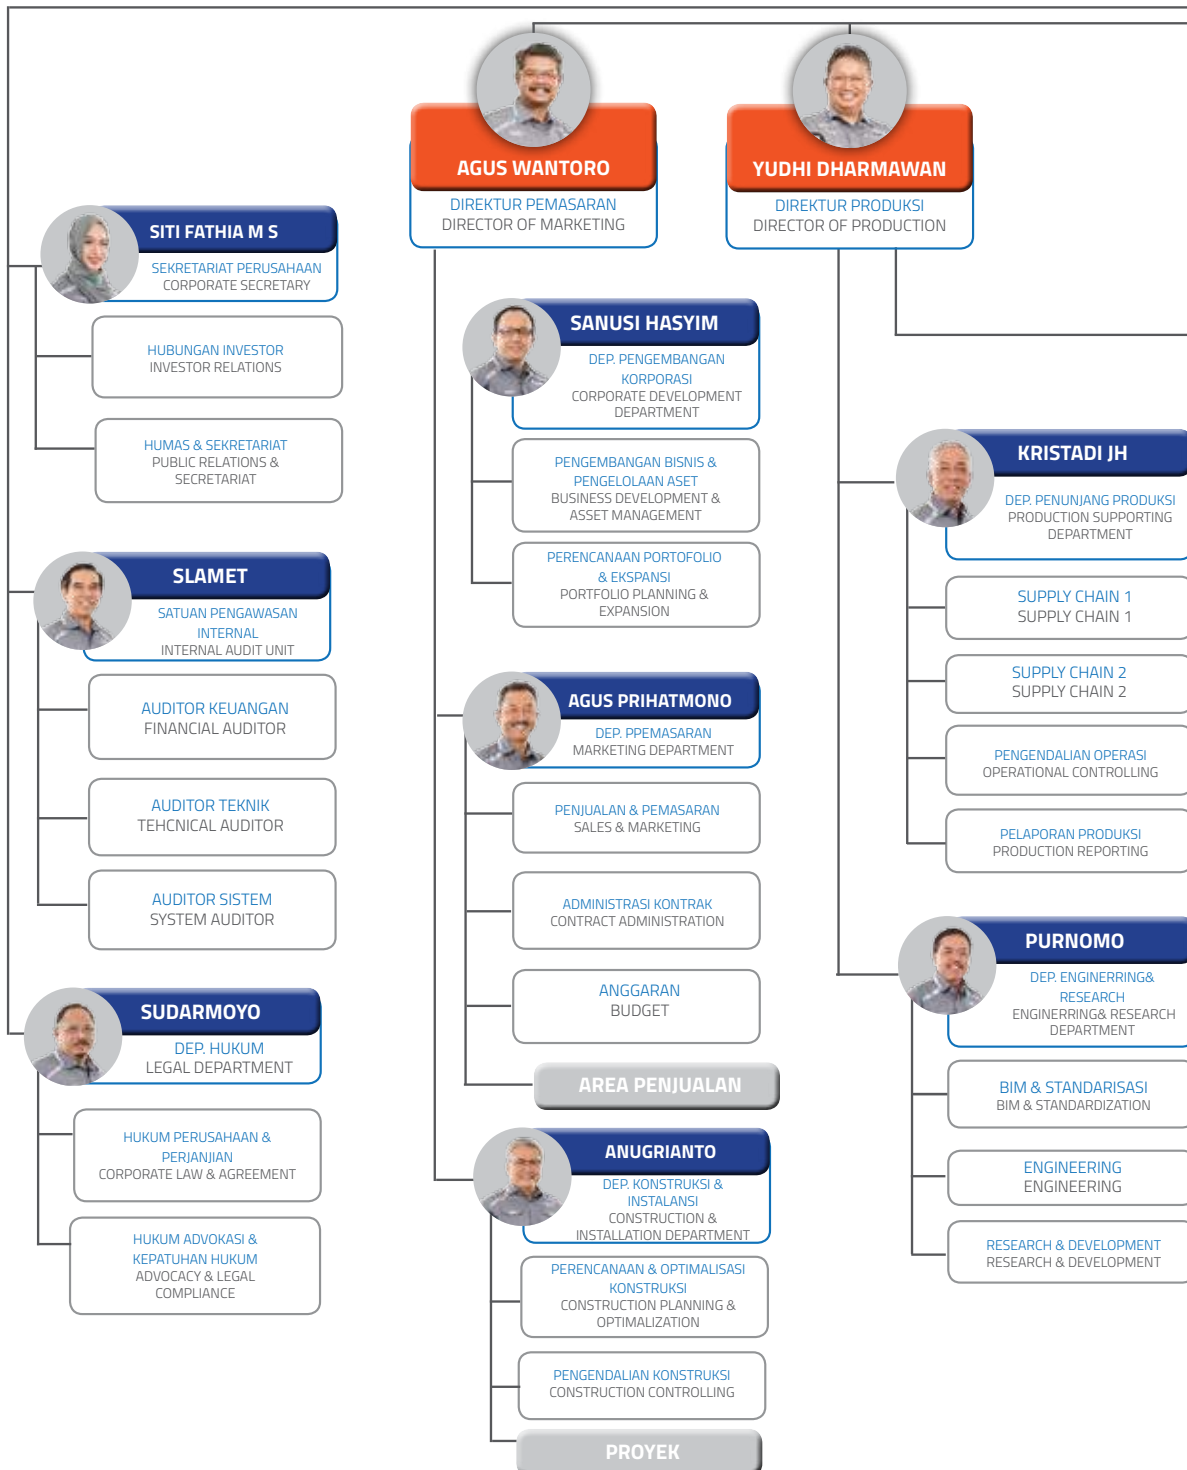 AGUS WANTORO
DIREKTUR PEMASARAN
DIRECTOR OF MARKETING
YUDHI DHARMAWAN
DIREKTUR PRODUKSI
DIRECTOR OF PRODUCTION
SITI FATHIA M S
SEKRETARIAT PERUSAHAAN
CORPORATE SECRETARY
HUBUNGAN INVESTOR
INVESTOR RELATIONS
HUMAS & SEKRETARIAT
PUBLIC RELATIONS &
SECRETARIAT
SLAMET
SATUAN PENGAWASAN
INTERNAL
INTERNAL AUDIT UNIT
AUDITOR KEUANGAN
FINANCIAL AUDITOR
AUDITOR TEKNIK
TEHCNICAL AUDITOR
AUDITOR SISTEM
SYSTEM AUDITOR
SUDARMOYO
DEP. HUKUM
LEGAL DEPARTMENT
HUKUM PERUSAHAAN &
PERJANJIAN
CORPORATE LAW & AGREEMENT
HUKUM ADVOKASI &
KEPATUHAN HUKUM
ADVOCACY & LEGAL
COMPLIANCE
SANUSI HASYIM
DEP. PENGEMBANGAN
KORPORASI
CORPORATE DEVELOPMENT
DEPARTMENT
PENGEMBANGAN BISNIS &
PENGELOLAAN ASET
BUSINESS DEVELOPMENT &
ASSET MANAGEMENT
PERENCANAAN PORTOFOLIO
& EKSPANSI
PORTFOLIO PLANNING &
EXPANSION
AGUS PRIHATMONO
DEP. PPEMASARAN
MARKETING DEPARTMENT
PENJUALAN & PEMASARAN
SALES & MARKETING
ADMINISTRASI KONTRAK
CONTRACT ADMINISTRATION
ANGGARAN
BUDGET
AREA PENJUALAN
ANUGRIANTO
DEP. KONSTRUKSI &
INSTALANSI
CONSTRUCTION &
INSTALLATION DEPARTMENT
PERENCANAAN & OPTIMALISASI
KONSTRUKSI
CONSTRUCTION PLANNING &
OPTIMALIZATION
PENGENDALIAN KONSTRUKSI
CONSTRUCTION CONTROLLING
PROYEK
KRISTADI JH
DEP. PENUNJANG PRODUKSI
PRODUCTION SUPPORTING
DEPARTMENT
SUPPLY CHAIN 1
SUPPLY CHAIN 1
SUPPLY CHAIN 2
SUPPLY CHAIN 2
PENGENDALIAN OPERASI
OPERATIONAL CONTROLLING
PELAPORAN PRODUKSI
PRODUCTION REPORTING
PURNOMO
DEP. ENGINERRING&
RESEARCH
ENGINERRING& RESEARCH
DEPARTMENT
BIM & STANDARISASI
BIM & STANDARDIZATION
ENGINEERING
ENGINEERING
RESEARCH & DEVELOPMENT
RESEARCH & DEVELOPMENT